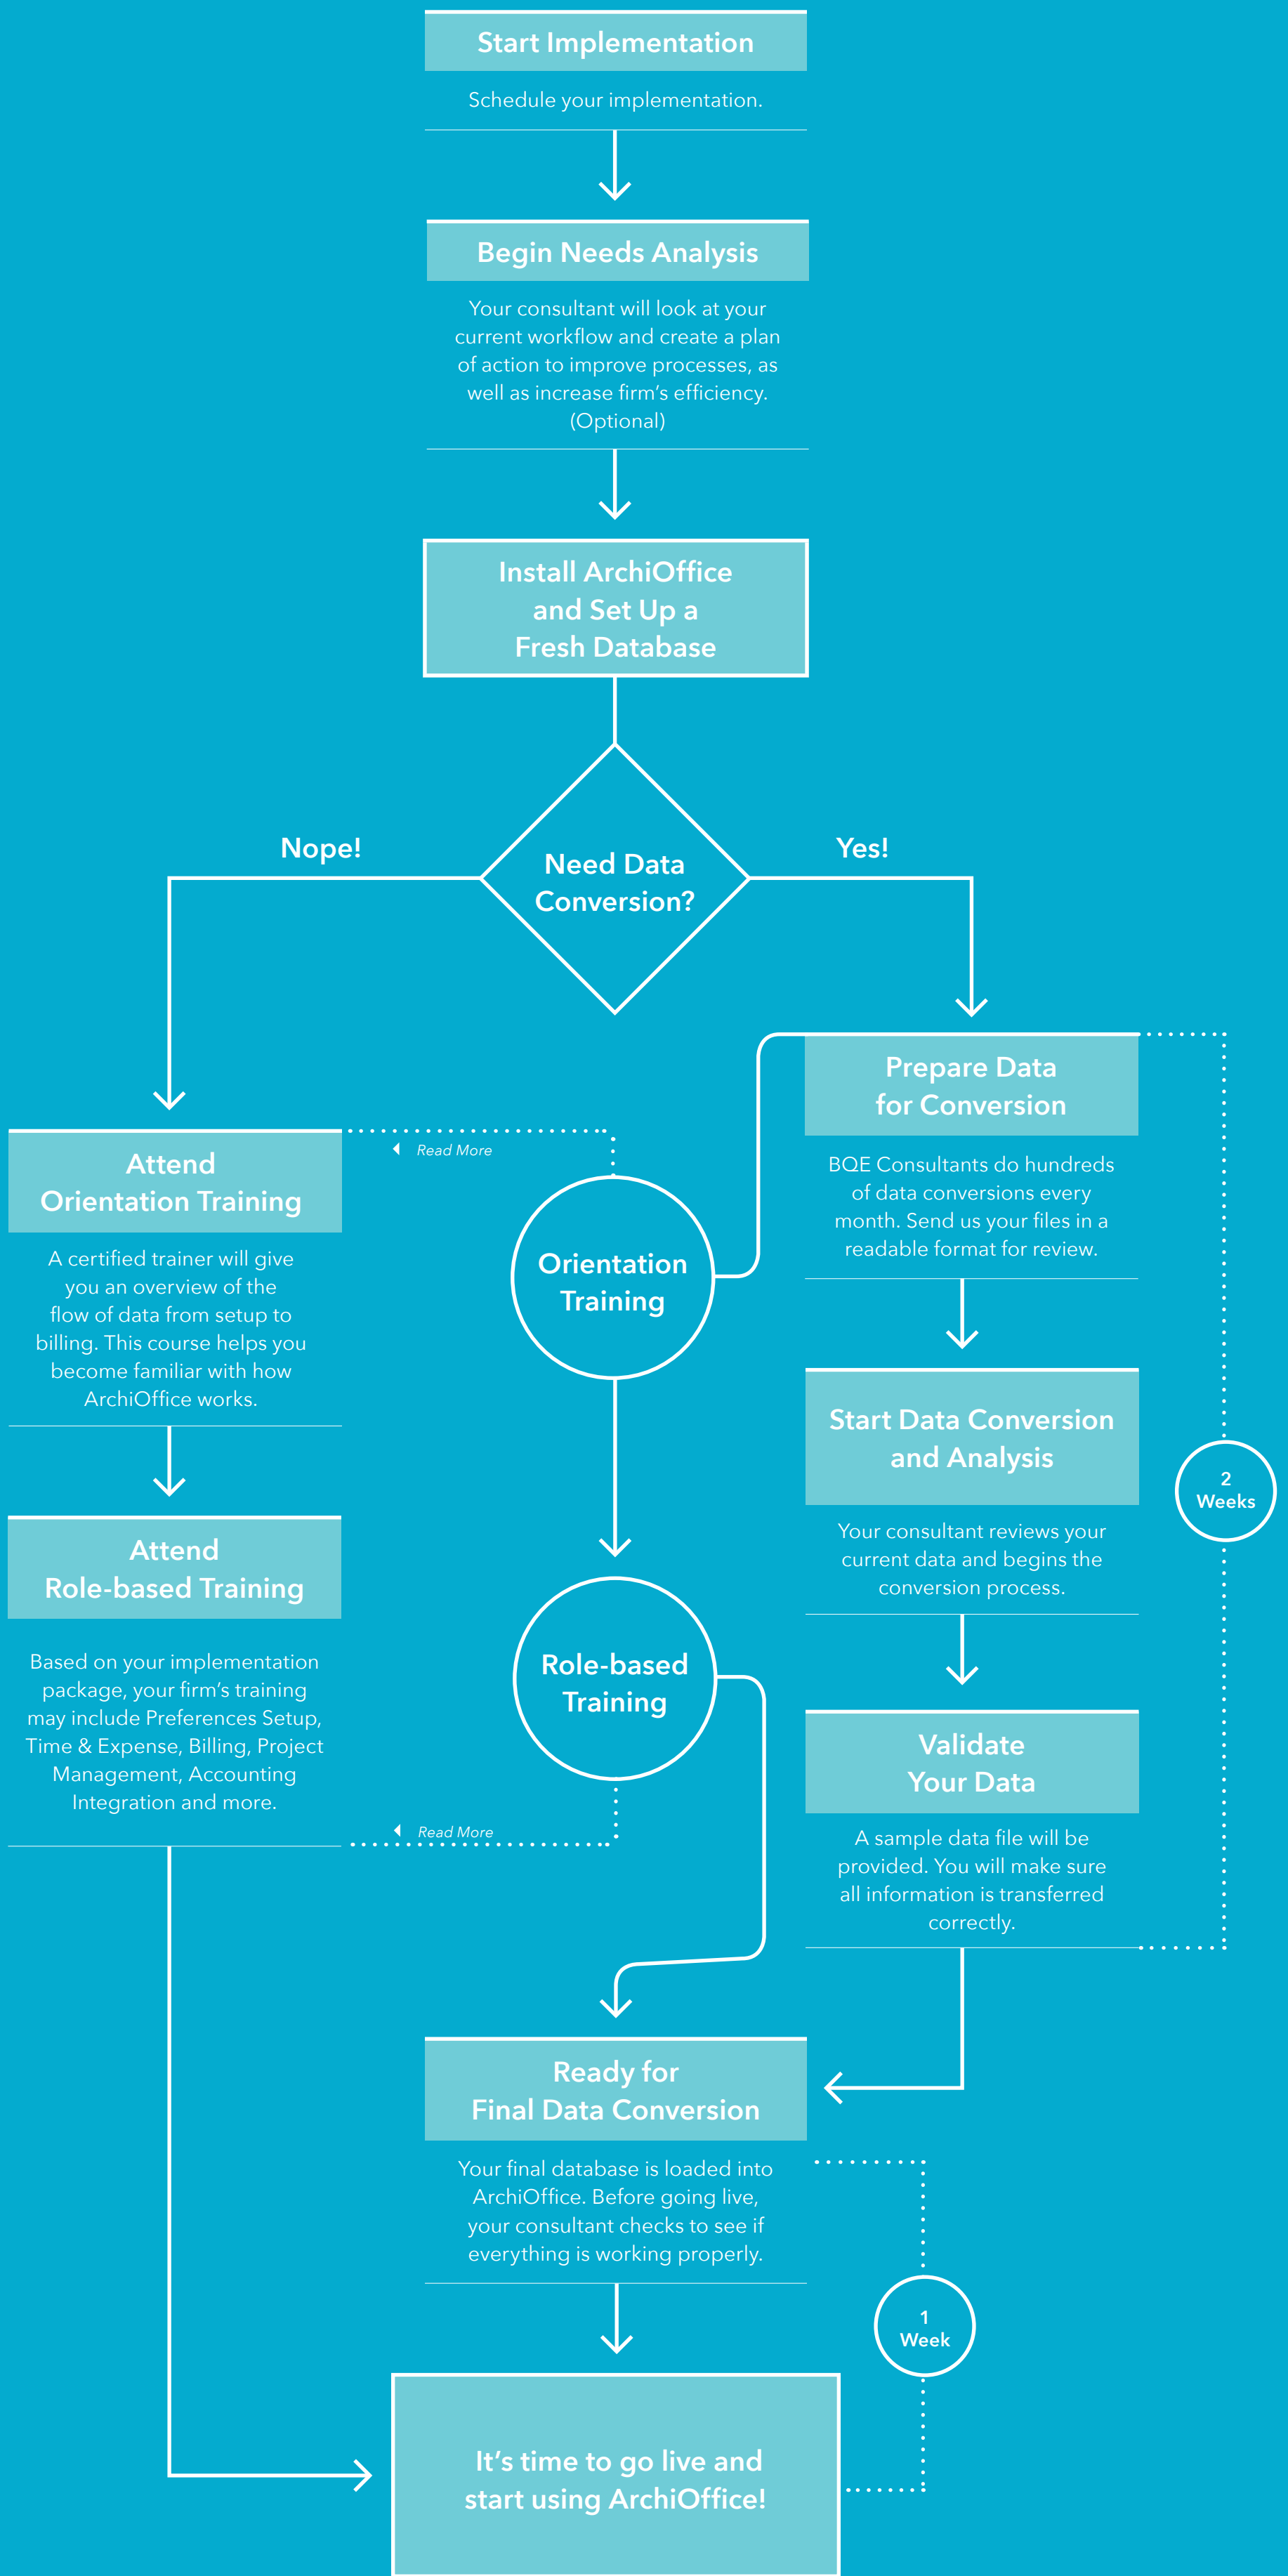 Start Implementation
Schedule your implementation.
Begin Needs Analysis
Your consultant will look at your
current workflow and create a plan
of action to improve processes, as
well as increase firm’s efficiency.
(Optional)
Install ArchiOffice
and Set Up a
Fresh Database
Need Data
Conversion?
Nope!
Yes!
Attend
Orientation Training
A certified trainer will give
you an overview of the
flow of data from setup to
billing. This course helps you
become familiar with how
ArchiOffice works.
Attend
Role-based Training
Based on your implementation
package, your firm’s training
may include Preferences Setup,
Time & Expense, Billing, Project
Management, Accounting
Integration and more.
Read More
Orientation
Training
Role-based
Training
Read More
Prepare Data
for Conversion
BQE Consultants do hundreds
of data conversions every
month. Send us your files in a
readable format for review.
Start Data Conversion
and Analysis
Your consultant reviews your
current data and begins the
conversion process.
Validate
Your Data
A sample data file will be
provided. You will make sure
all information is transferred
correctly.
2
Weeks
Ready for
Final Data Conversion
Your final database is loaded into
ArchiOffice. Before going live,
your consultant checks to see if
everything is working properly.
1
Week
It’s time to go live and
start using ArchiOffice!